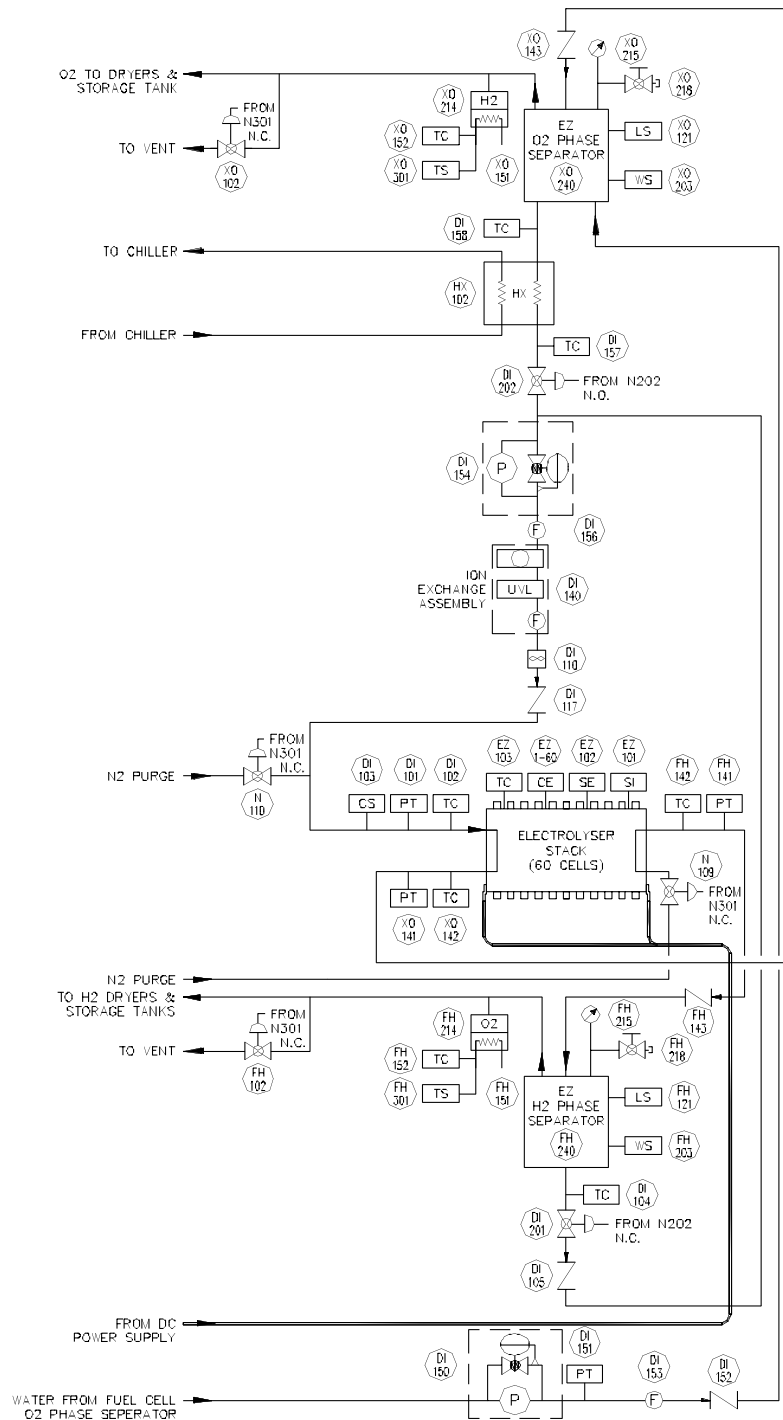 XO
143
XO
215
XO
218
O2 TO DRYERS &
STORAGE TANK
FROM
N301
N.C.
XO
214
H2
EZ
O2 PHASE
SEPARATOR
XO
240
LS
XO
121
TO VENT
XO
102
XO
152
TC
XO
301
TS
XO
151
WS
XO
203
DI
158
TC
TO CHILLER
HX
102
HX
FROM CHILLER
TC
DI
157
DI
202
FROM N202
N.O.
DI
154
P
DI
156
F
ION
EXCHANGE
ASSEMBLY
UVL
DI
140
F
DI
118
DI
117
FROM
N301
N.C.
N2 PURGE
N
110
DI
103
DI
101
DI
102
EZ
103
EZ
1-60
EZ
102
EZ
101
FH
142
FH
141
CS
PT
TC
TC
CE
SE
SI
TC
PT
ELECTROLYSER
STACK
(60 CELLS)
N
109
FROM
N301
N.C.
PT
TC
XO
141
XO
142
N2 PURGE
TO H2 DRYERS &
STORAGE TANKS
FROM
N301
N.C.
FH
214
O2
FH
215
FH
143
FH
218
TO VENT
FH
102
FH
152
TC
FH
301
TS
FH
151
EZ
H2 PHASE
SEPARATOR
FH
240
LS
FH
121
WS
FH
203
TC
DI
104
DI
201
FROM N202
N.C.
DI
105
FROM DC
POWER SUPPLY
DI
150
DI
151
PT
DI
153
DI
152
WATER FROM FUEL CELL
O2 PHASE SEPERATOR
P
F